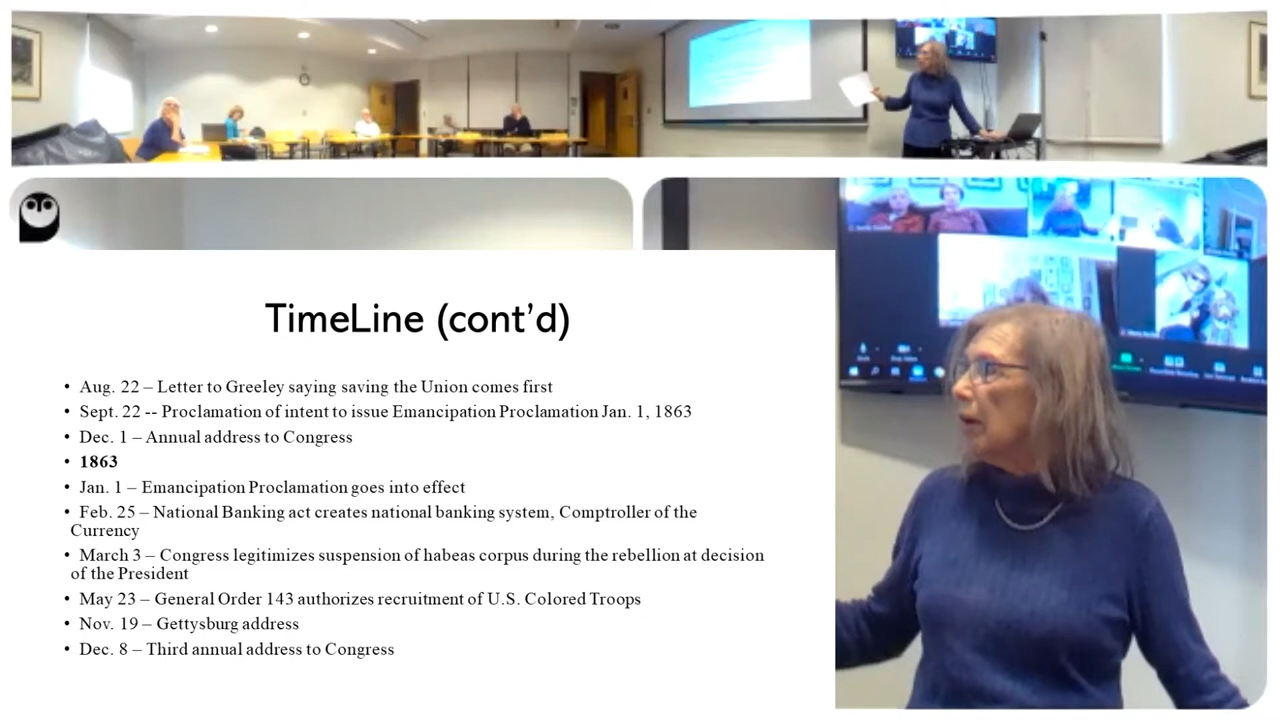 TimeLine (cont’d)
• Aug. 22 – Letter to Greeley saying saving the Union comes first
• Sept. 22 -- Proclamation of intent to issue Emancipation Proclamation Jan. 1, 1863
• Dec. 1 – Annual address to Congress
• 1863
• Jan. 1 – Emancipation Proclamation goes into effect
• Feb. 25 – National Banking act creates national banking system, Comptroller of the
Currency
• March 3 – Congress legitimizes suspension of habeas corpus during the rebellion at decision
of the President
• May 23 – General Order 143 authorizes recruitment of U.S. Colored Troops
• Nov. 19 – Gettysburg address
• Dec. 8 – Third annual address to Congress